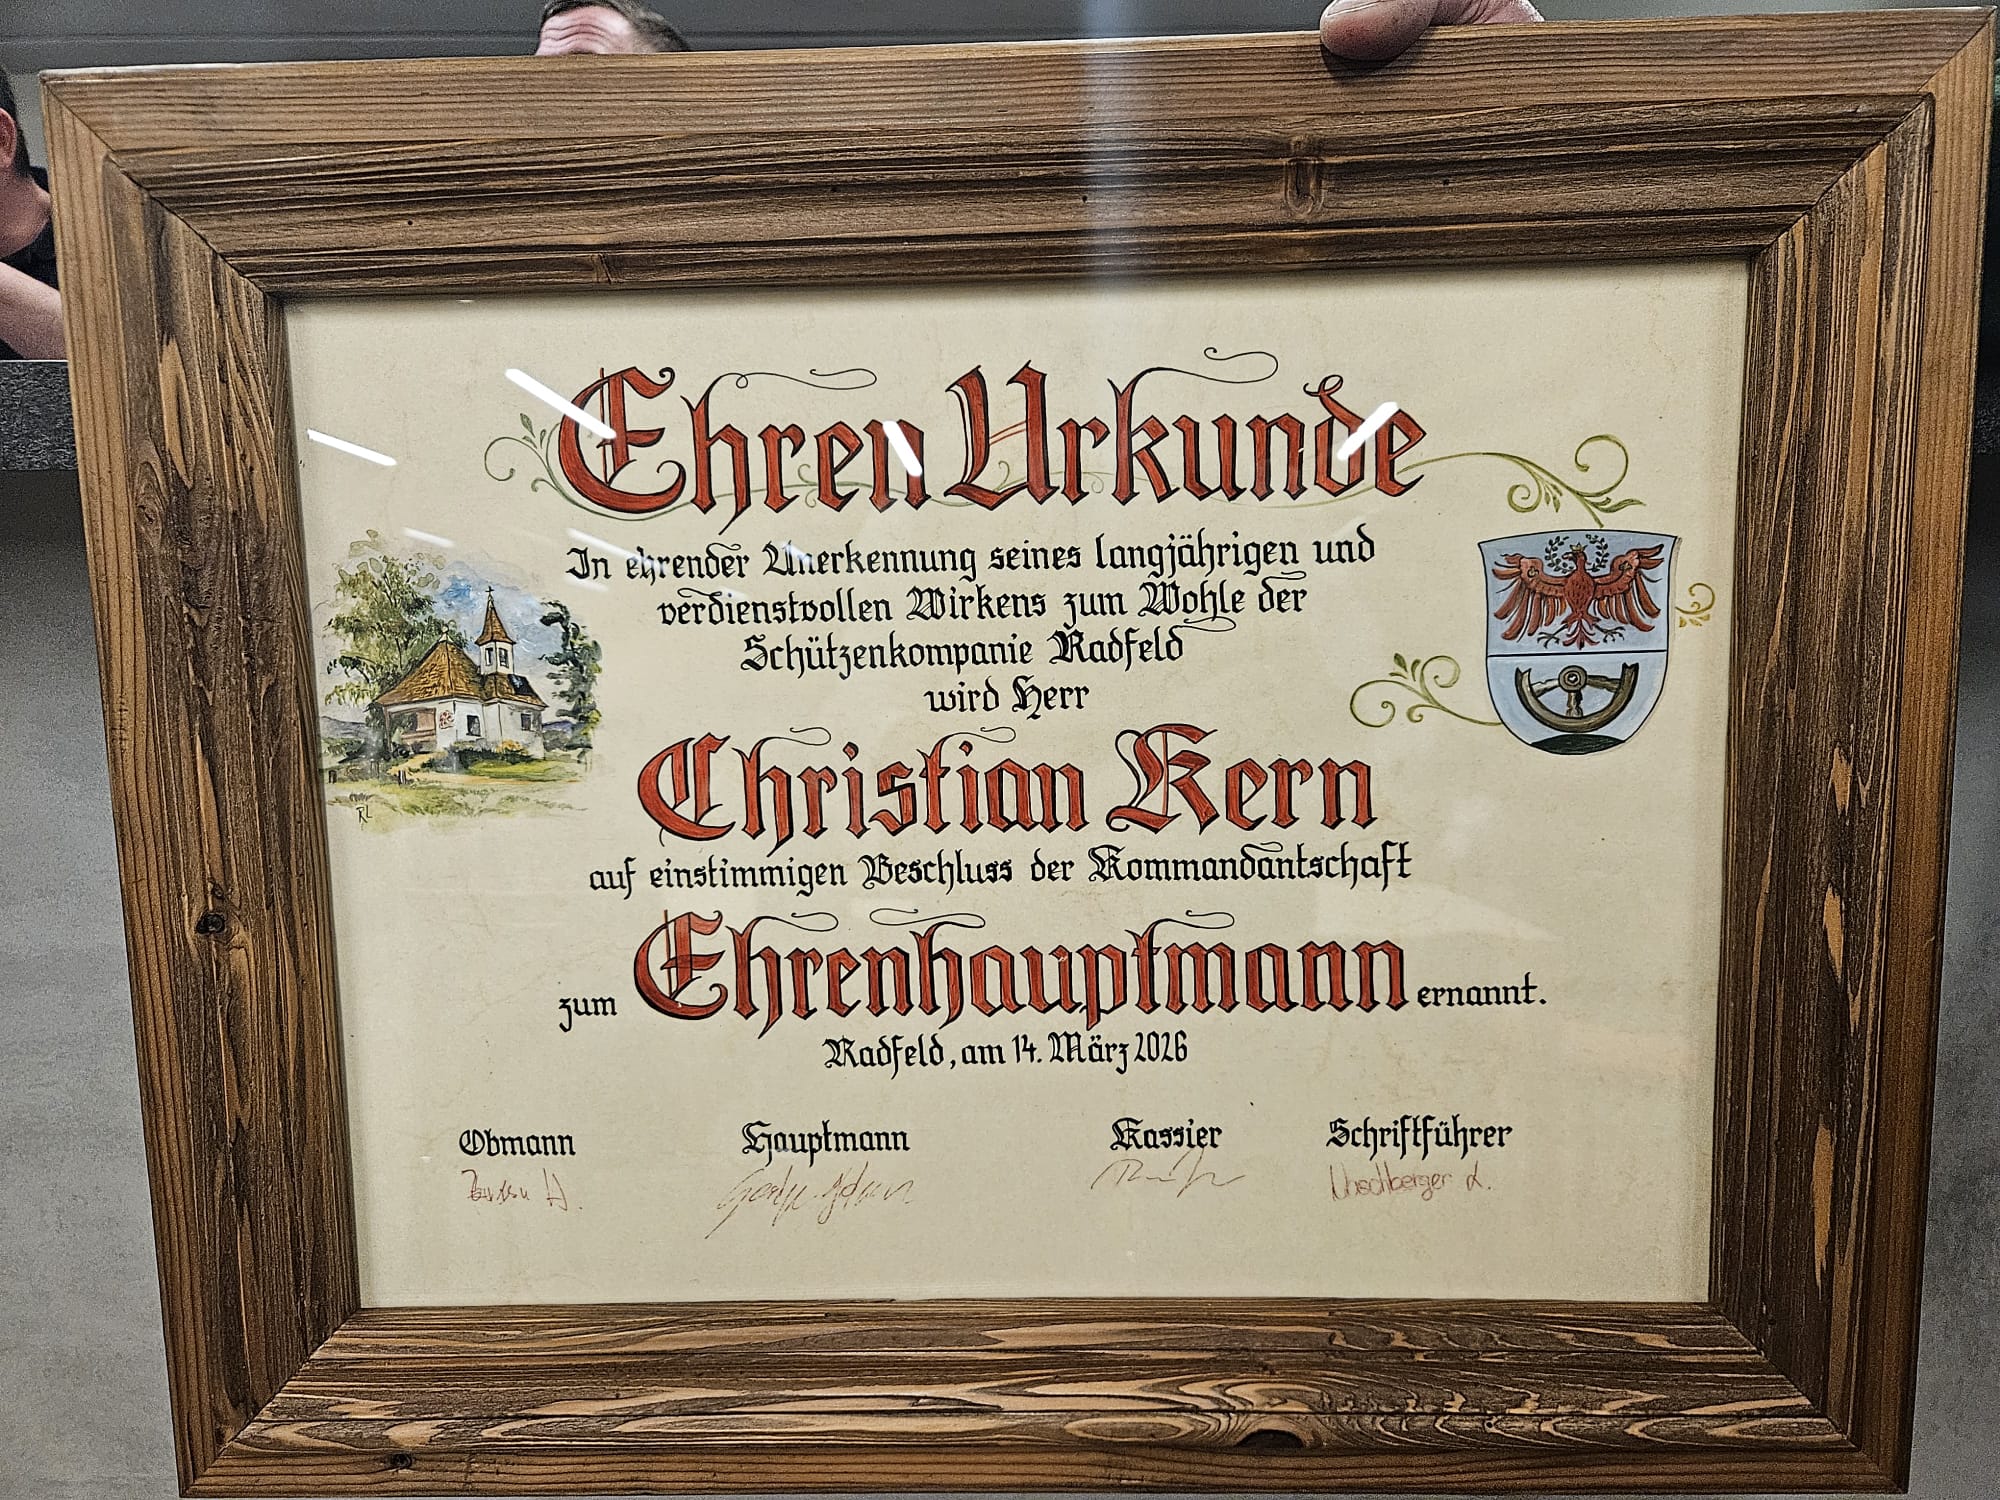 Ehren Urkunde
In ehrender Anerkennung seines langjährigen und
verdienstvollen Wirkens zum Wohle der
Schützenkompanie Radfeld
wird Herr
Christian Kern
auf einstimmigen Beschluss der Kommandantschaft
zum Ehrenhauptmann ernannt.
Radfeld, am 14. März 2026
Obmann Hauptmann Kassier Schriftführer
RL